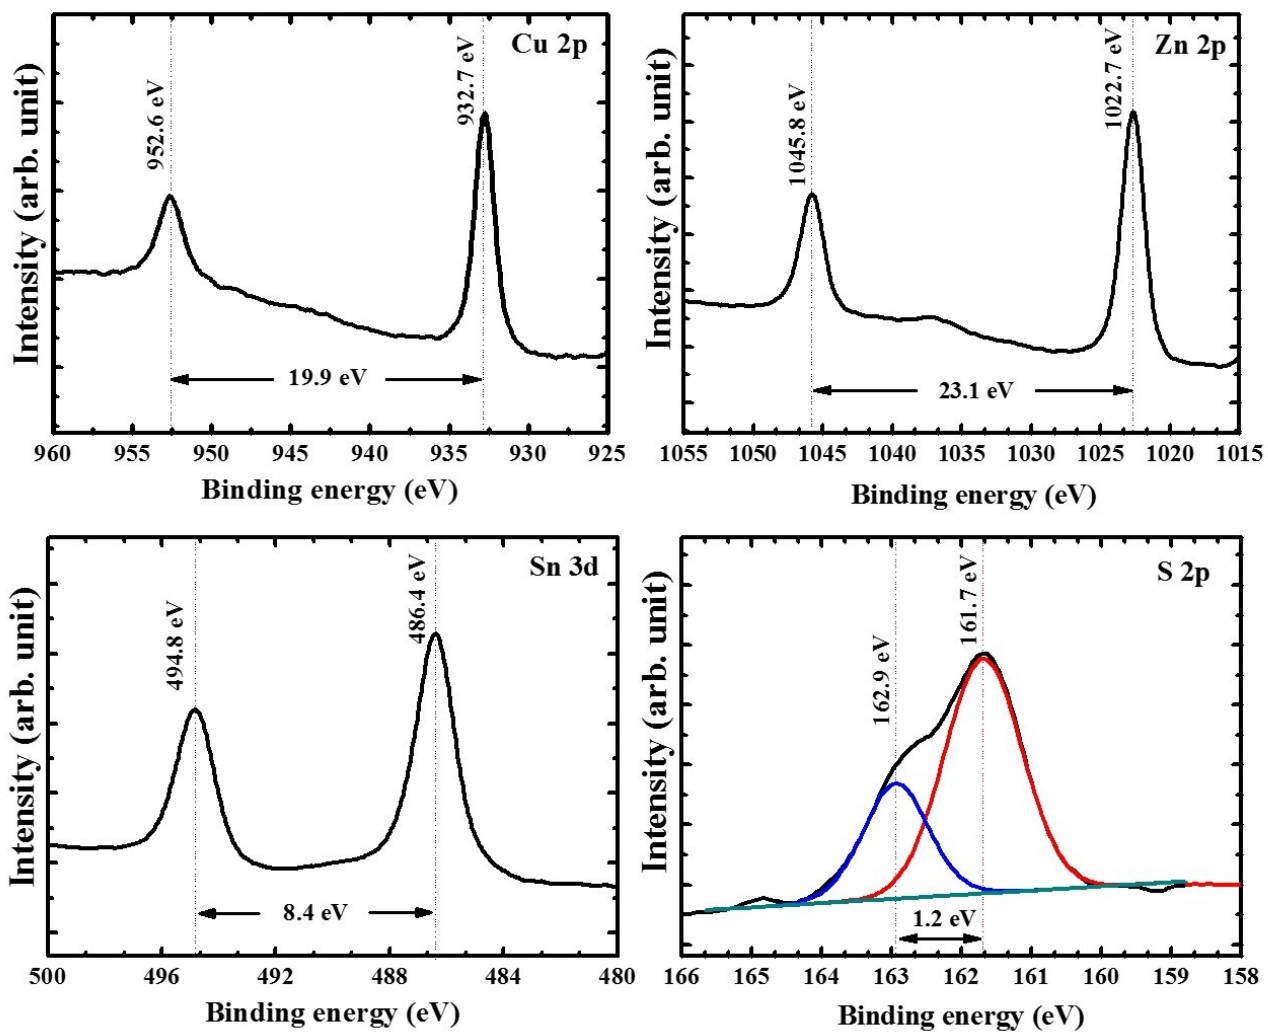 Cu 2p
952.6 eV
932.7 eV
19.9 eV
Intensity (arb. unit)
960 955 950 945 940 935 930 925
Binding energy (eV)
Zn 2p
1045.8 eV
1022.7 eV
23.1 eV
Intensity (arb. unit)
1055 1050 1045 1040 1035 1030 1025 1020 1015
Binding energy (eV)
Sn 3d
494.8 eV
486.4 eV
8.4 eV
Intensity (arb. unit)
500 496 492 488 484 480
Binding energy (eV)
S 2p
162.9 eV
161.7 eV
1.2 eV
Intensity (arb. unit)
166 165 164 163 162 161 160 159 158
Binding energy (eV)